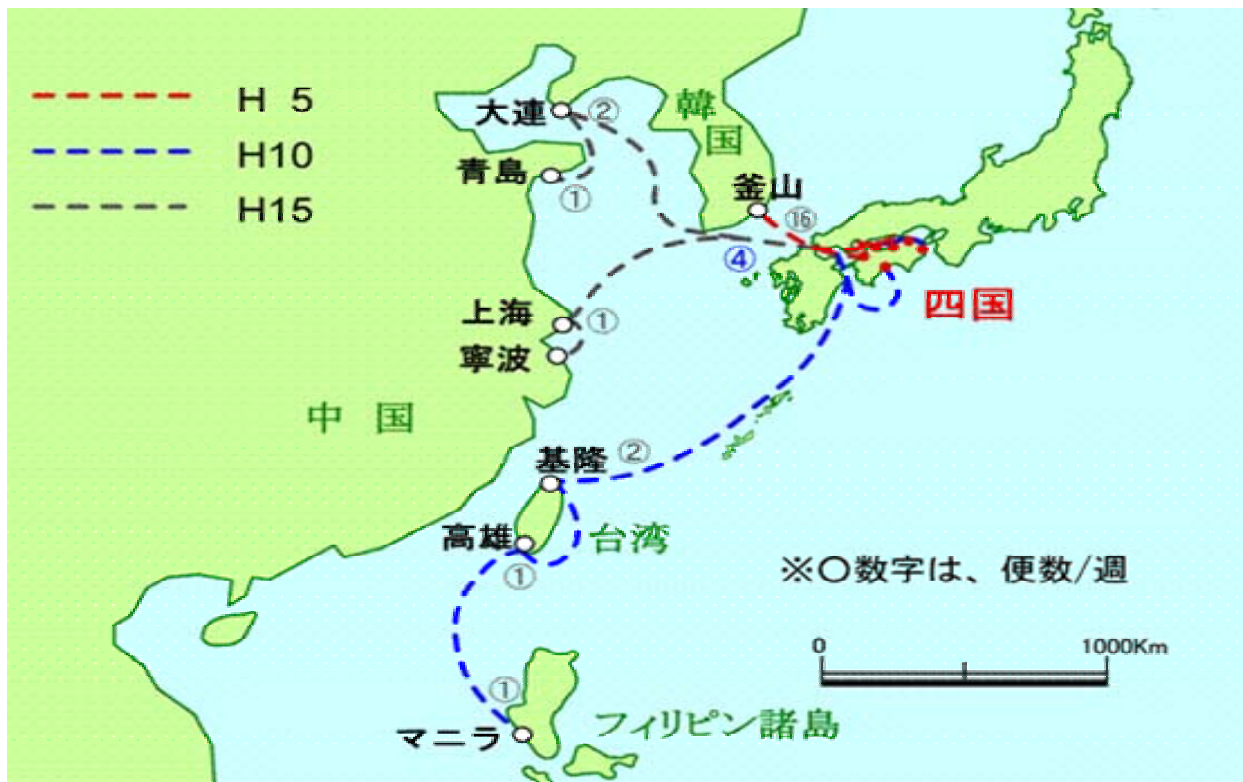 H 5
H10
H15
大連
②
韓
国
青島
①
釜山
⑯
④
四国
上海
①
寧波
中 国
基隆
②
高雄
台湾
①
※〇数字は、便数/週
0
1000Km
①
マニラ
フィリピン諸島